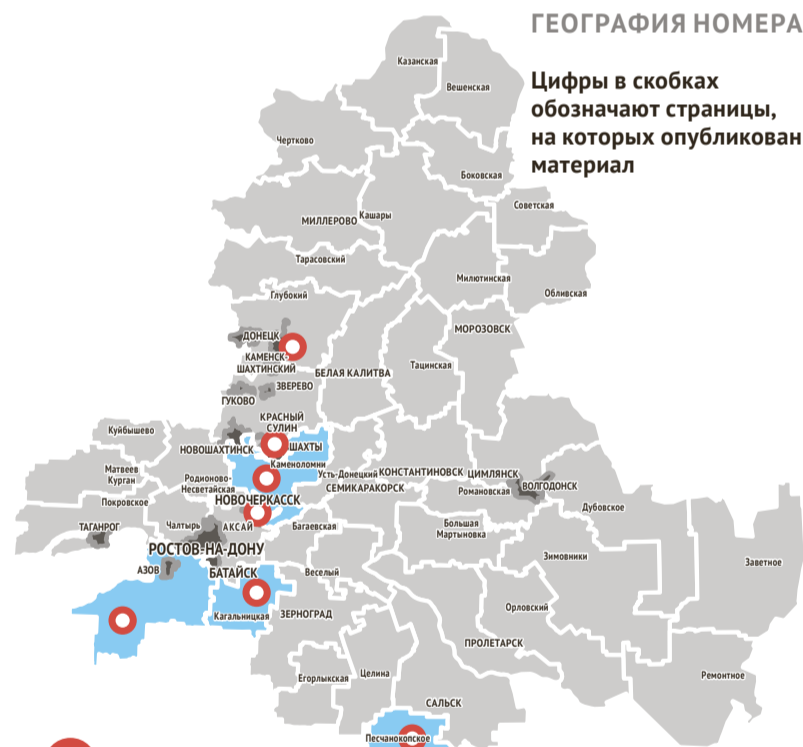 ГЕОГРАФИЯ НОМЕРА
Цифры в скобках
обозначают страницы,
на которых опубликован
материал
Казанская
Вешенская
Чертково
Боковская
Советская
МИЛЛЕРОВО
Кашары
Тарасовский
Милютинская
Обливская
Глубокий
МОРОЗОВСК
ДОНЕЦК
КАМЕНСК-
ШАХТИНСКИЙ
Тацинская
БЕЛАЯ КАЛИТВА
ЗВЕРЕВО
ГУКОВО
КРАСНЫЙ
СУЛИН
Куйбышево
НОВОШАХТИНСК
ШАХТЫ
Каменоломни
Матвеев
Курган
Родионово-
Несветайская
Усть-Донецкий
КОНСТАНТИНОВСК
ЦИМЛЯНСК
СЕМИКАРАКОРСК
Романовская
ВОЛГОДОНСК
Покровское
НОВОЧЕРКАССК
Дубовское
ТАГАНРОГ
Чалтырь
АКСАЙ
Багаевская
Большая
Мартыновка
РОСТОВ-НА-ДОНУ
Зимовники
Заветное
АЗОВ
БАТАЙСК
Веселый
Кагальницкая
ЗЕРНОГРАД
Орловский
ПРОЛЕТАРСК
Егорлыкская
Целина
Ремонтное
САЛЬСК
Песчанокопское